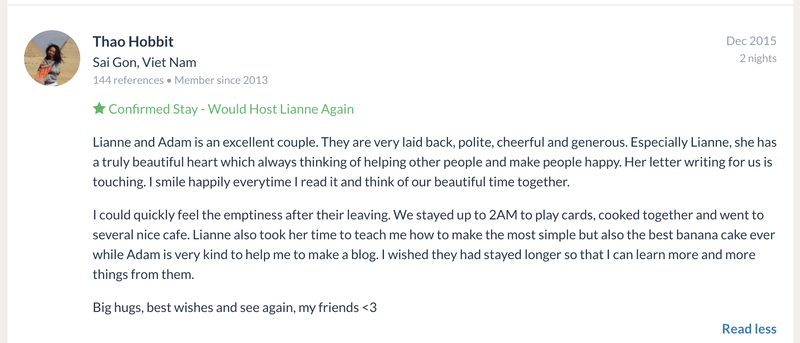 Thao Hobbit
Dec 2015
Sai Gon, Viet Nam
2 nights
144 references • Member since 2013
Confirmed Stay - Would Host Lianne Again
Lianne and Adam is an excellent couple. They are very laid back, polite, cheerful and generous. Especially Lianne, she has
a truly beautiful heart which always thinking of helping other people and make people happy. Her letter writing for us is
touching. I smile happily everytime I read it and think of our beautiful time together.
I could quickly feel the emptiness after their leaving. We stayed up to 2AM to play cards, cooked together and went to
several nice cafe. Lianne also took her time to teach me how to make the most simple but also the best banana cake ever
while Adam is very kind to help me to make a blog. I wished they had stayed longer so that I can learn more and more
things from them.
Big hugs, best wishes and see again, my friends <3
Read less